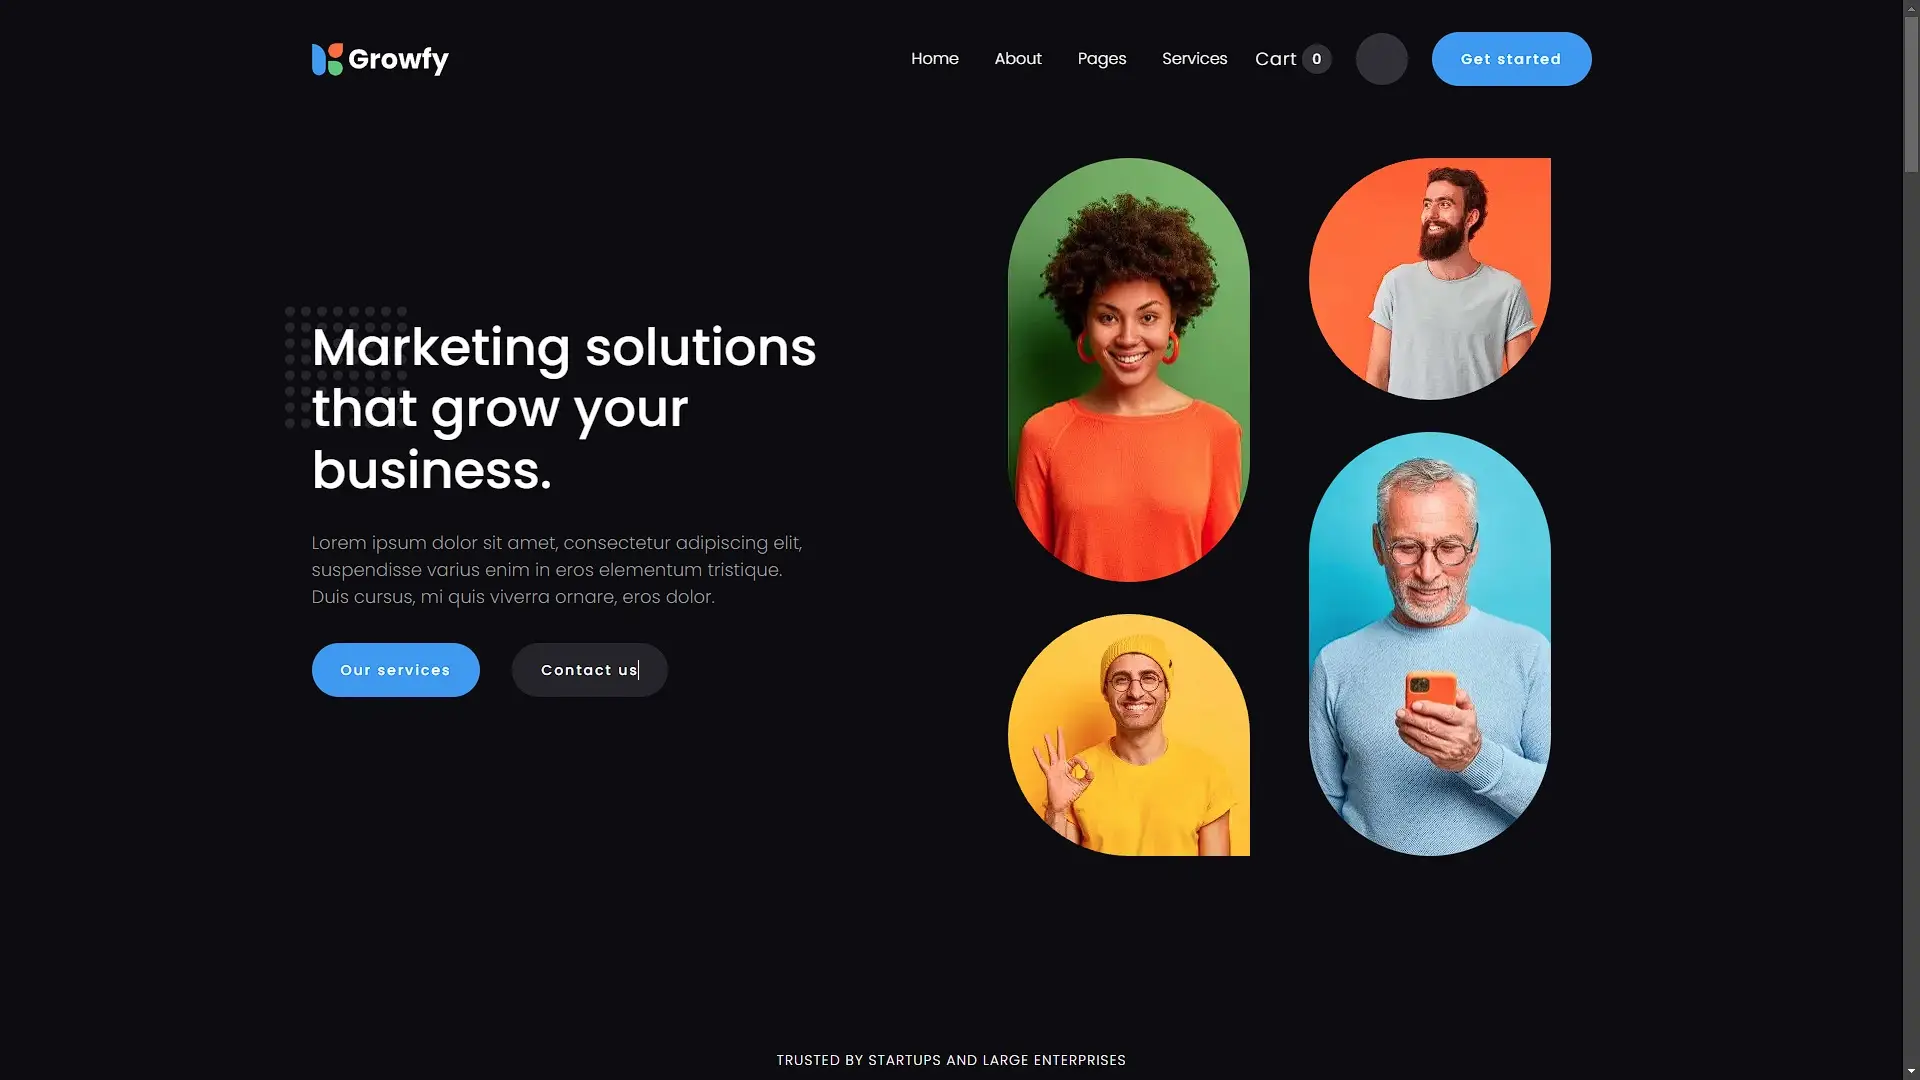 Growfy
Home
About
Pages
Services
Cart 0
Get started
Marketing solutions
that grow your
business.
Lorem ipsum dolor sit amet, consectetur adipiscing elit,
suspendisse varius enim in eros elementum tristique.
Duis cursus, mi quis viverra ornare, eros dolor.
Our services
Contact us
TRUSTED BY STARTUPS AND LARGE ENTERPRISES